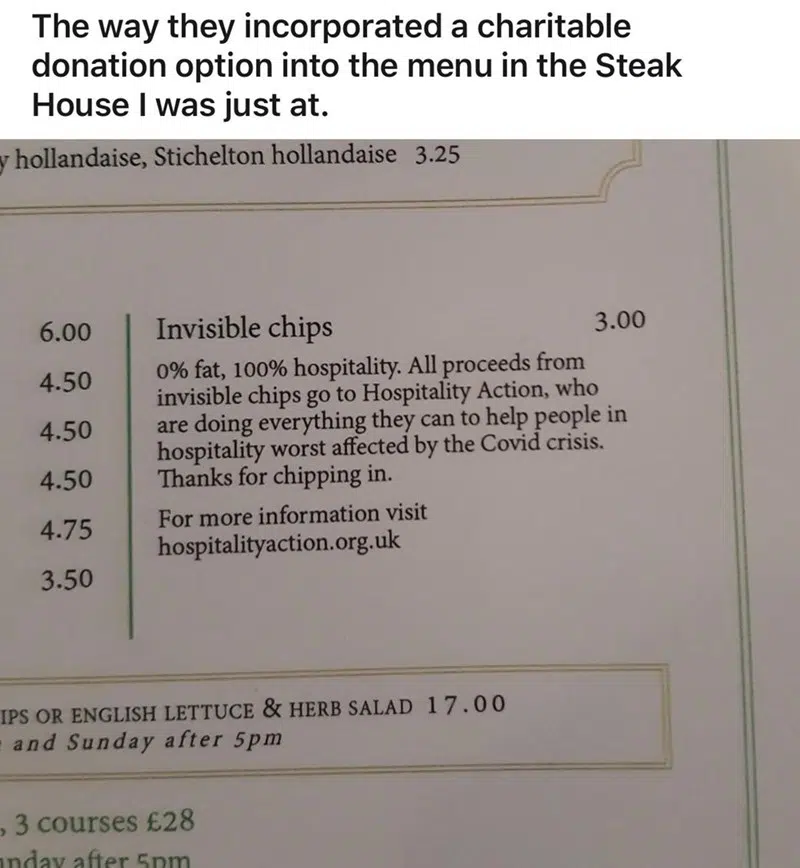 The way they incorporated a charitable
donation option into the menu in the Steak
House I was just at.
y hollandaise, Stichelton hollandaise 3.25
6.00
4.50
4.50
4.50
4.75
3.50
Invisible chips 3.00
0% fat, 100% hospitality. All proceeds from
invisible chips go to Hospitality Action, who
are doing everything they can to help people in
hospitality worst affected by the Covid crisis.
Thanks for chipping in.
For more information visit
hospitalityaction.org.uk
IPS OR ENGLISH LETTUCE & HERB SALAD 17.00
and Sunday after 5pm
, 3 courses £28
nday after 5pm